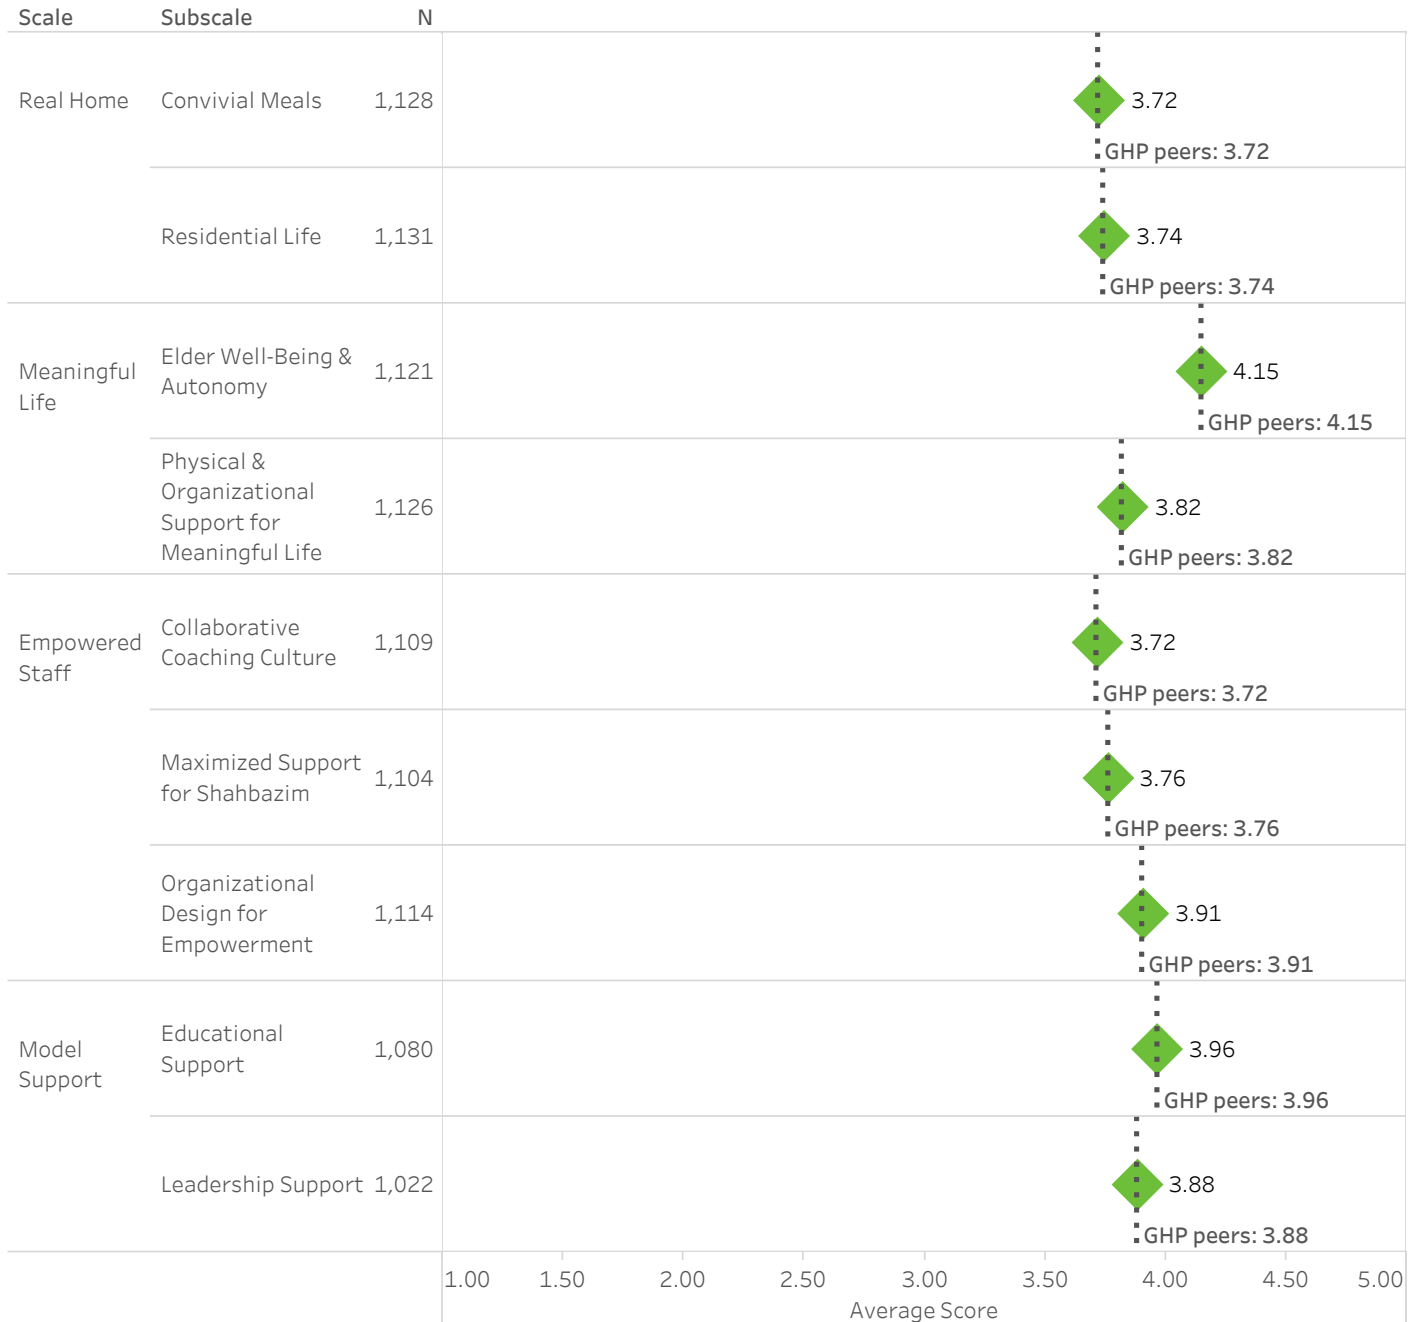 Scale Subscale N
Real Home Convivial Meals 1,128 3.72
GHP peers: 3.72
Residential Life 1,131 3.74
GHP peers: 3.74
Meaningful
Life
Elder Well-Being &
Autonomy
1,121 4.15
GHP peers: 4.15
Physical &
Organizational
Support for
Meaningful Life
1,126 3.82
GHP peers: 3.82
Empowered
Staff
Collaborative
Coaching Culture
1,109 3.72
GHP peers: 3.72
Maximized Support
for Shahbazim
1,104 3.76
GHP peers: 3.76
Organizational
Design for
Empowerment
1,114 3.91
GHP peers: 3.91
Model
Support
Educational
Support
1,080 3.96
GHP peers: 3.96
Leadership Support 1,022 3.88
GHP peers: 3.88
1.00 1.50 2.00 2.50 3.00 3.50 4.00 4.50 5.00
Average Score